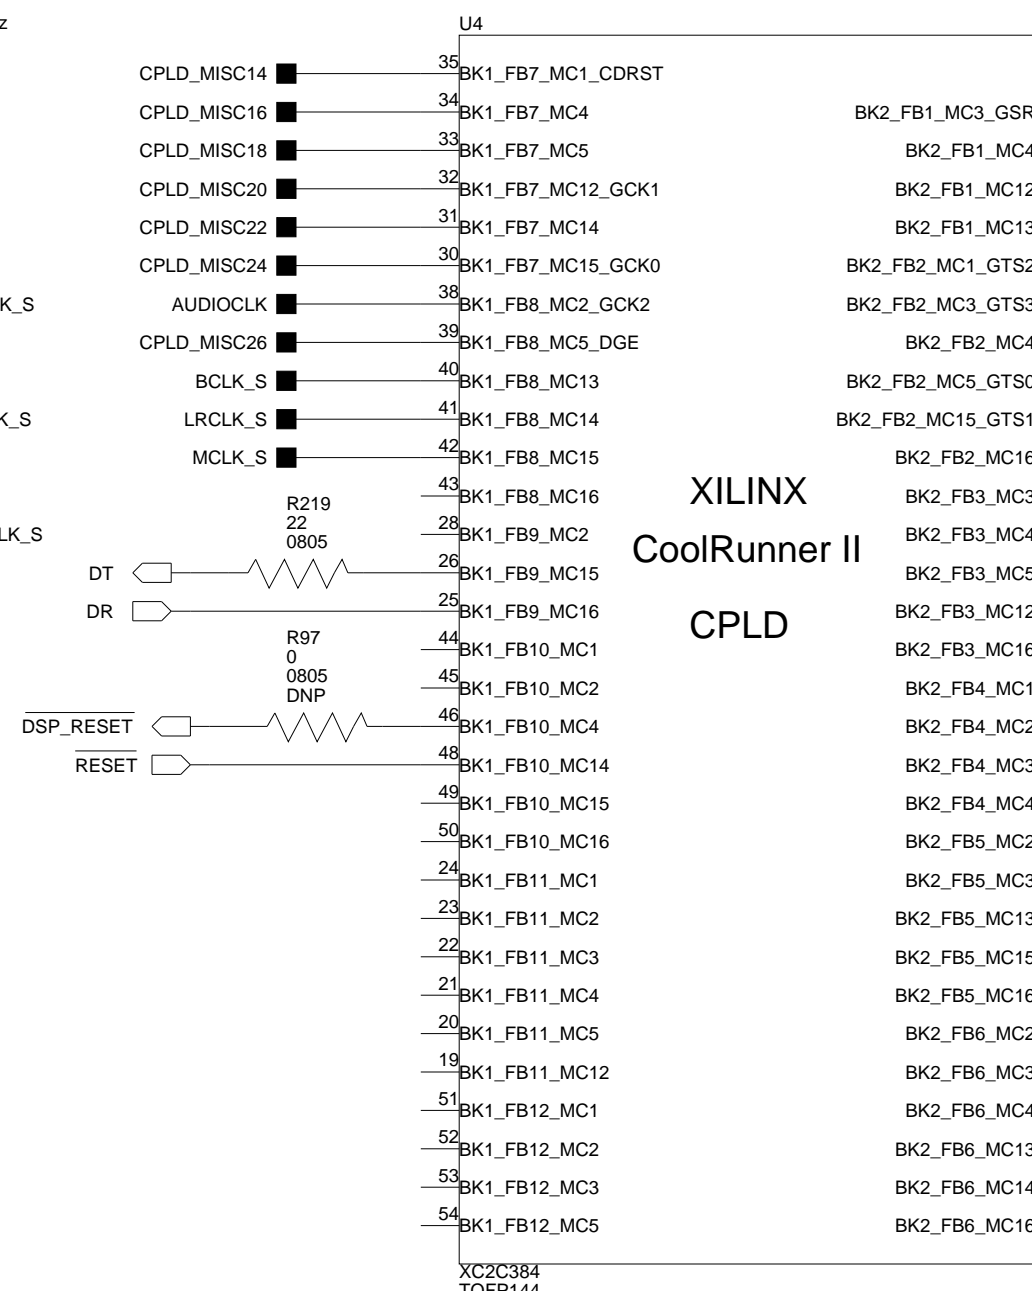 z
U4
CPLD_MISC14 35 BK1_FB7_MC1_CDRST
CPLD_MISC16 34 BK1_FB7_MC4 BK2_FB1_MC3_GSR
CPLD_MISC18 33 BK1_FB7_MC5 BK2_FB1_MC4
CPLD_MISC20 32 BK1_FB7_MC12_GCK1 BK2_FB1_MC12
CPLD_MISC22 31 BK1_FB7_MC14 BK2_FB1_MC13
CPLD_MISC24 30 BK1_FB7_MC15_GCK0 BK2_FB2_MC1_GTS2
K_S AUDIOCLK 38 BK1_FB8_MC2_GCK2 BK2_FB2_MC3_GTS3
CPLD_MISC26 39 BK1_FB8_MC5_DGE BK2_FB2_MC4
BCLK_S 40 BK1_FB8_MC13 BK2_FB2_MC5_GTS0
K_S LRCLK_S 41 BK1_FB8_MC14 BK2_FB2_MC15_GTS1
MCLK_S 42 BK1_FB8_MC15 BK2_FB2_MC16
43 BK1_FB8_MC16 XILINX BK2_FB3_MC3
R219
22
0805
LK_S 28 BK1_FB9_MC2 CoolRunner II BK2_FB3_MC4
DT 26 BK1_FB9_MC15 BK2_FB3_MC5
DR 25 BK1_FB9_MC16 CPLD BK2_FB3_MC12
R97
0
0805
DNP
44 BK1_FB10_MC1 BK2_FB3_MC16
45 BK1_FB10_MC2 BK2_FB4_MC1
DSP_RESET 46 BK1_FB10_MC4 BK2_FB4_MC2
RESET 48 BK1_FB10_MC14 BK2_FB4_MC3
49 BK1_FB10_MC15 BK2_FB4_MC4
50 BK1_FB10_MC16 BK2_FB5_MC2
24 BK1_FB11_MC1 BK2_FB5_MC3
23 BK1_FB11_MC2 BK2_FB5_MC13
22 BK1_FB11_MC3 BK2_FB5_MC15
21 BK1_FB11_MC4 BK2_FB5_MC16
20 BK1_FB11_MC5 BK2_FB6_MC2
19 BK1_FB11_MC12 BK2_FB6_MC3
51 BK1_FB12_MC1 BK2_FB6_MC4
52 BK1_FB12_MC2 BK2_FB6_MC13
53 BK1_FB12_MC3 BK2_FB6_MC14
54 BK1_FB12_MC5 BK2_FB6_MC16
XC2C384
TQFP144